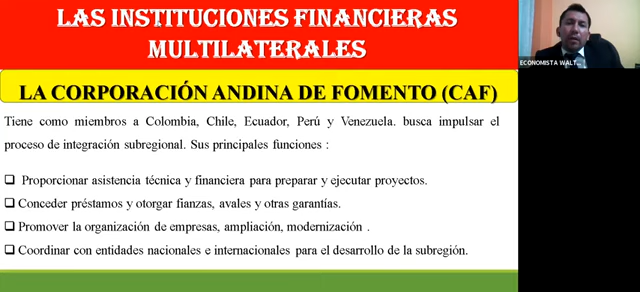 LAS INSTITUCIONES FINANCIERAS
MULTILATERALES
LA CORPORACIÓN ANDINA DE FOMENTO (CAF)
Tiene como miembros a Colombia, Chile, Ecuador, Perú y Venezuela. busca impulsar el
proceso de integración subregional. Sus principales funciones :
❑ Proporcionar asistencia técnica y financiera para preparar y ejecutar proyectos.
❑ Conceder préstamos y otorgar fianzas, avales y otras garantías.
❑ Promover la organización de empresas, ampliación, modernización .
❑ Coordinar con entidades nacionales e internacionales para el desarrollo de la subregión.
ECONOMISTA WALT...